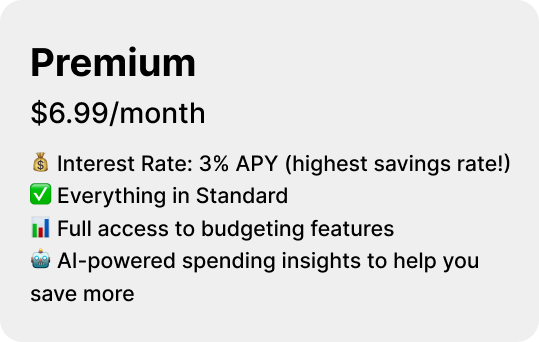 Premium
$6.99/month
💰 Interest Rate: 3% APY (highest savings rate!)
✅ Everything in Standard
📊 Full access to budgeting features
🤖 AI-powered spending insights to help you
save more